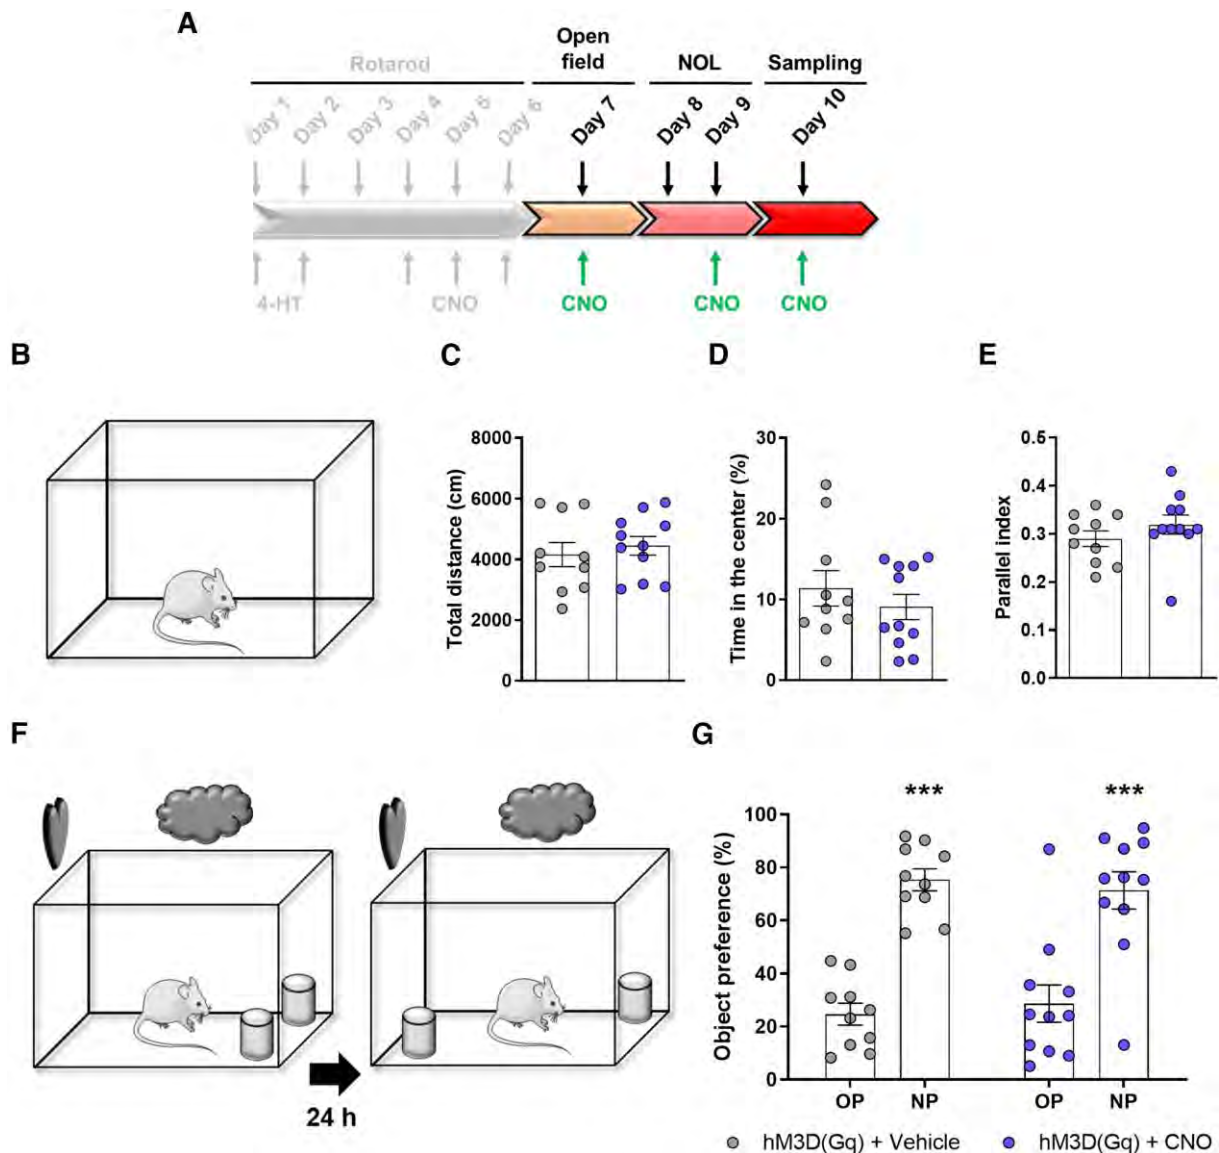 A
Open
field
Rotarod
NOL
Sampling
Day 1
Day 2
Day 3
Day 4
Day 5
Day 6
Day 7
Day 8
Day 9
Day 10
4-HT
CNO
CNO
CNO
CNO
B
C
D
E
Total distance (cm)
8000
6000
4000
2000
0
Time in the center (%)
30
20
10
0
Parallel index
0.5
0.4
0.3
0.2
0.1
0.0
F
24 h
G
Object preference (%)
100
80
60
40
20
0
***
***
OP
NP
OP
NP
hM3D(Gq) + Vehicle
hM3D(Gq) + CNO